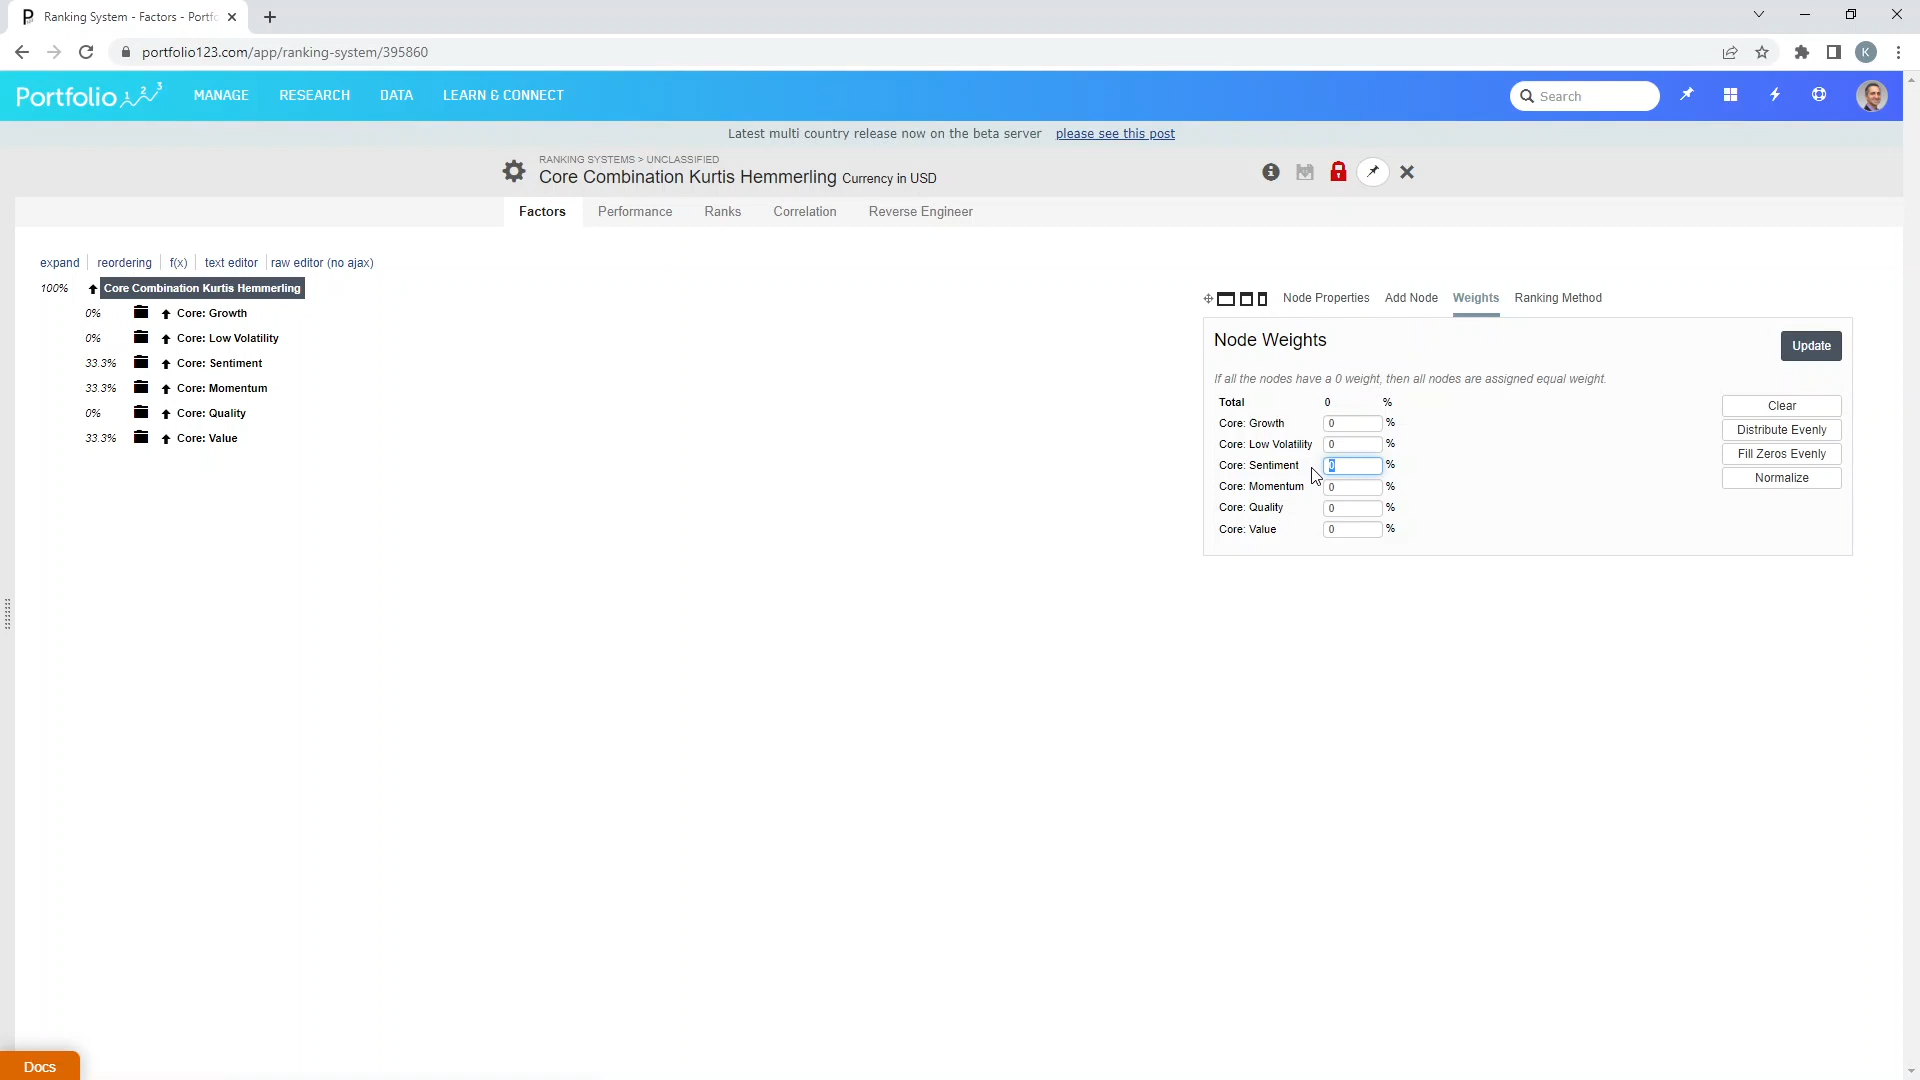 Ranking System - Factors - Portfo
portfolio123.com/app/ranking-system/395860
K
Portfolio 1 2 3
MANAGE RESEARCH DATA LEARN & CONNECT
Search
Latest multi country release now on the beta server please see this post
RANKING SYSTEMS > UNCLASSIFIED
Core Combination Kurtis Hemmerling Currency in USD
Factors Performance Ranks Correlation Reverse Engineer
expand reordering f(x) text editor raw editor (no ajax)
100% Core Combination Kurtis Hemmerling
0% Core: Growth
0% Core: Low Volatility
33.3% Core: Sentiment
33.3% Core: Momentum
0% Core: Quality
33.3% Core: Value
Node Properties Add Node Weights Ranking Method
Node Weights
Update
If all the nodes have a 0 weight, then all nodes are assigned equal weight.
Total 0 %
Core: Growth 0 %
Core: Low Volatility 0 %
Core: Sentiment 0 %
Core: Momentum 0 %
Core: Quality 0 %
Core: Value 0 %
Clear
Distribute Evenly
Fill Zeros Evenly
Normalize
Docs